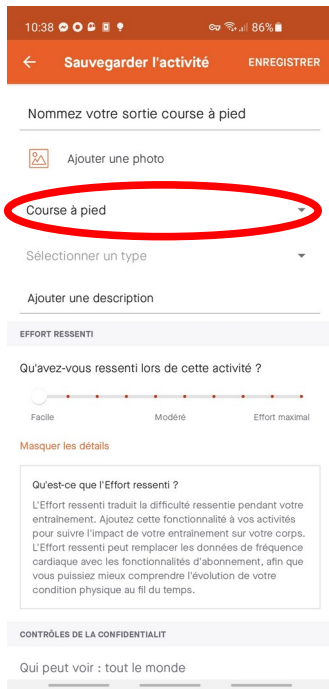 10:38 86%
Sauvegarder l'activité ENREGISTRER
Nommez votre sortie course à pied
Ajouter une photo
Course à pied
Sélectionner un type
Ajouter une description
EFFORT RESSENTI
Qu'avez-vous ressenti lors de cette activité ?
Facile Modéré Effort maximal
Masquer les détails
Qu'est-ce que l'Effort ressenti ?
L'Effort ressenti traduit la difficulté ressentie pendant votre
entraînement. Ajoutez cette fonctionnalité à vos activités
pour suivre l'impact de votre entraînement sur votre corps.
L'Effort ressenti peut remplacer les données de fréquence
cardiaque avec les fonctionnalités d'abonnement, afin que
vous puissiez mieux comprendre l'évolution de votre
condition physique au fil du temps.
CONTRÔLES DE LA CONFIDENTIALIT
Qui peut voir : tout le monde